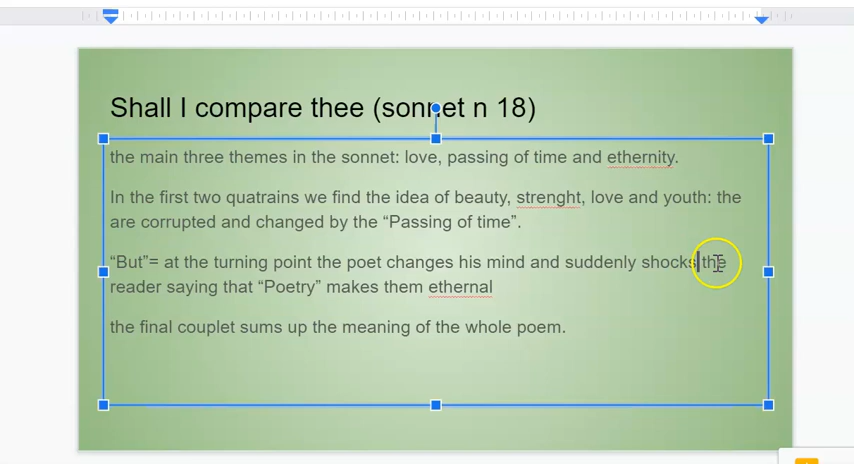 Shall I compare thee (sonnet n 18)
the main three themes in the sonnet: love, passing of time and ethernity.
In the first two quatrains we find the idea of beauty, strenght, love and youth: the
are corrupted and changed by the “Passing of time”.
“But”= at the turning point the poet changes his mind and suddenly shocks the
reader saying that “Poetry” makes them ethernal
the final couplet sums up the meaning of the whole poem.